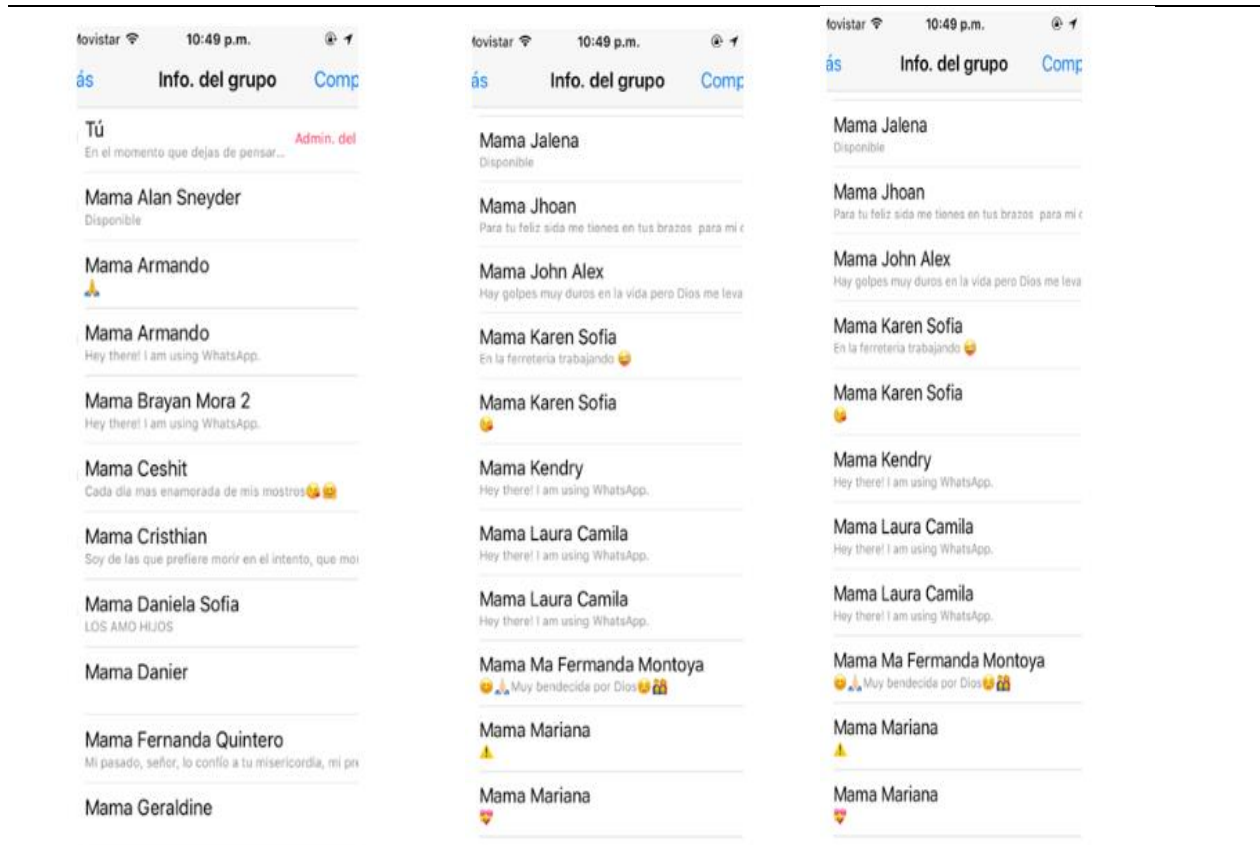 Movistar 10:49 p.m.
ás Info. del grupo Comp
Tú
Admin. del
En el momento que dejas de pensar...
Mama Alan Sneyder
Disponible
Mama Armando
🙏
Mama Armando
Hey there! I am using WhatsApp.
Mama Brayan Mora 2
Hey there! I am using WhatsApp.
Mama Ceshit
Cada dia mas enamorada de mis mostros😘🤗
Mama Cristhian
Soy de las que prefiere morir en el intento, que mor
Mama Daniela Sofia
LOS AMO HIJOS
Mama Danier
Mama Fernanda Quintero
Mi pasado, señor, lo confío a tu misericordia, mi pre
Mama Geraldine
Movistar 10:49 p.m.
ás Info. del grupo Comp
Mama Jalena
Disponible
Mama Jhoan
Para tu feliz sida me tienes en tus brazos para mi c
Mama John Alex
Hay golpes muy duros en la vida pero Dios me leva
Mama Karen Sofia
En la ferreteria trabajando 😜
Mama Karen Sofia
😘
Mama Kendry
Hey there! I am using WhatsApp.
Mama Laura Camila
Hey there! I am using WhatsApp.
Mama Laura Camila
Hey there! I am using WhatsApp.
Mama Ma Fermanda Montoya
😊🙏🏻Muy bendecida por Dios☺️👨‍👩‍👧‍👦
Mama Mariana
⚠️
Mama Mariana
💝
Movistar 10:49 p.m.
ás Info. del grupo Comp
Mama Jalena
Disponible
Mama Jhoan
Para tu feliz sida me tienes en tus brazos para mi c
Mama John Alex
Hay golpes muy duros en la vida pero Dios me leva
Mama Karen Sofia
En la ferreteria trabajando 😜
Mama Karen Sofia
😘
Mama Kendry
Hey there! I am using WhatsApp.
Mama Laura Camila
Hey there! I am using WhatsApp.
Mama Laura Camila
Hey there! I am using WhatsApp.
Mama Ma Fermanda Montoya
😊🙏🏻Muy bendecida por Dios☺️👨‍👩‍👧‍👦
Mama Mariana
⚠️
Mama Mariana
💝